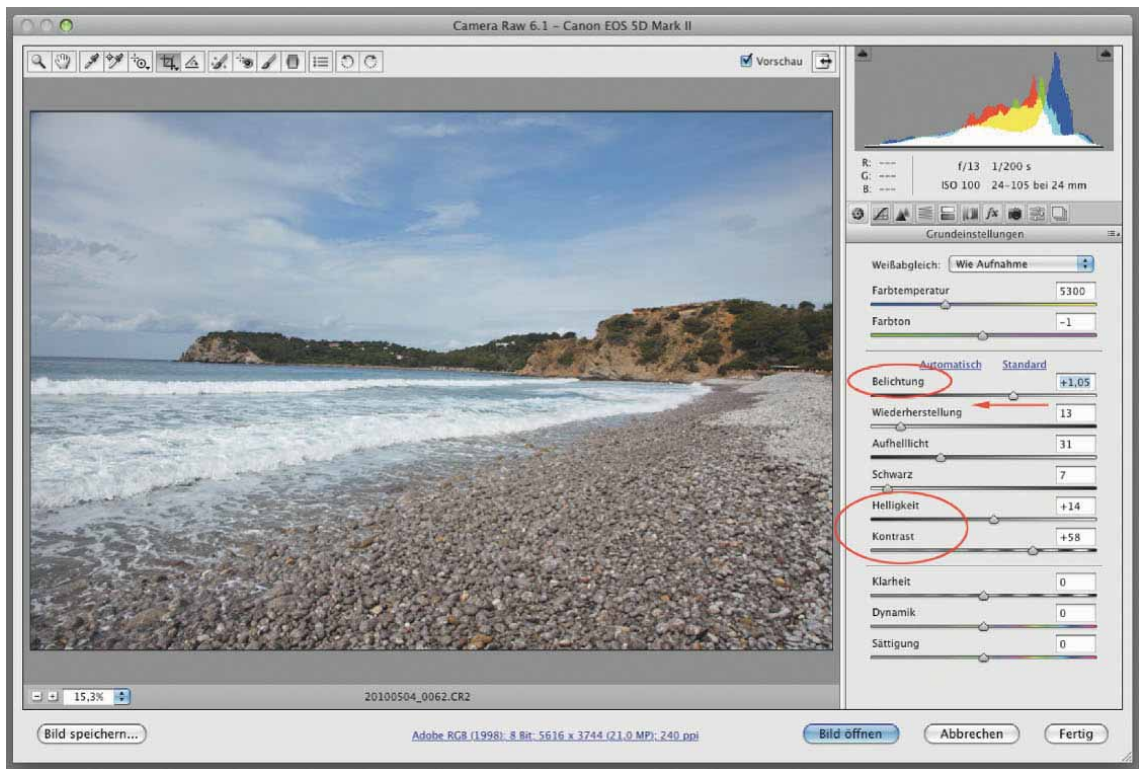 Camera Raw 6.1 – Canon EOS 5D Mark II
Vorschau
R: ---
G: ---
B: ---
f/13 1/200 s
ISO 100 24–105 bei 24 mm
Grundeinstellungen
Weißabgleich: Wie Aufnahme
Farbtemperatur 5300
Farbton -1
Automatisch Standard
Belichtung +1,05
Wiederherstellung 13
Aufhelllicht 31
Schwarz 7
Helligkeit +14
Kontrast +58
Klarheit 0
Dynamik 0
Sättigung 0
15,3% 20100504_0062.CR2
Bild speichern... Adobe RGB (1998); 8 Bit; 5616 x 3744 (21,0 MP); 240 ppi Bild öffnen Abbrechen Fertig